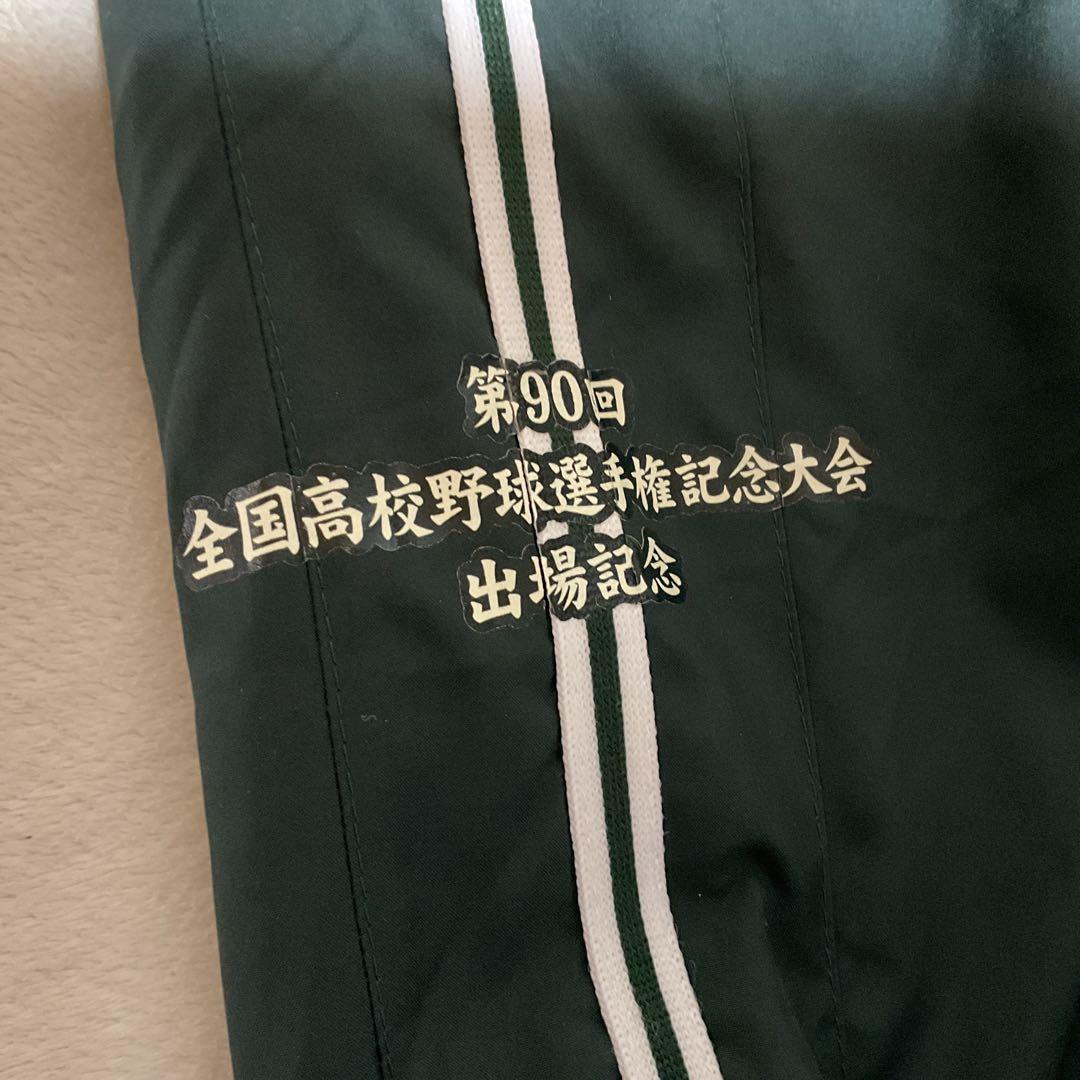 第90回
全国高校野球選手権記念大会
出場記念